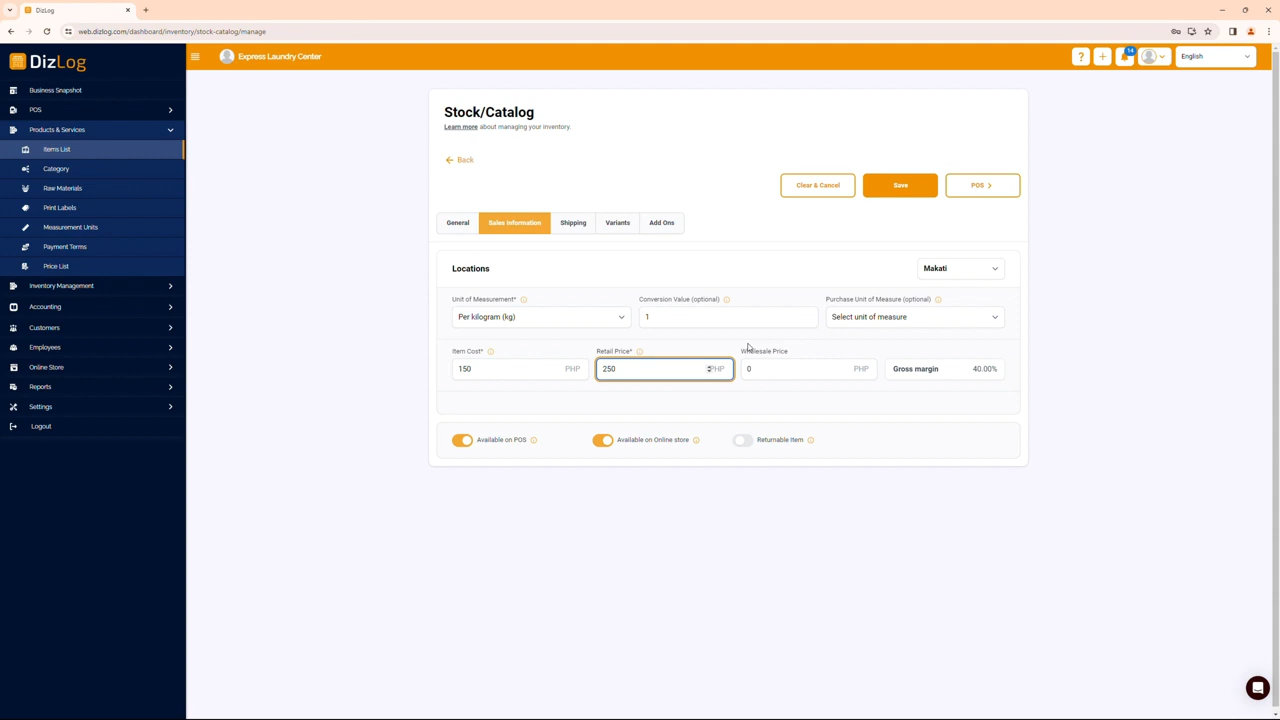 DizLog
web.dizlog.com/dashboard/inventory/stock-catalog/manage
DizLog
Express Laundry Center
?
14
English
Business Snapshot
POS
Products & Services
Items List
Category
Raw Materials
Print Labels
Measurement Units
Payment Terms
Price List
Inventory Management
Accounting
Customers
Employees
Online Store
Reports
Settings
Logout
Stock/Catalog
Learn more about managing your inventory.
Back
Clear & Cancel Save POS
General Sales Information Shipping Variants Add Ons
Locations Makati
Unit of Measurement* Conversion Value (optional) Purchase Unit of Measure (optional)
Per kilogram (kg) 1 Select unit of measure
Item Cost* Retail Price* Wholesale Price
150 PHP 250 PHP 0 PHP Gross margin 40.00%
Available on POS Available on Online store Returnable Item